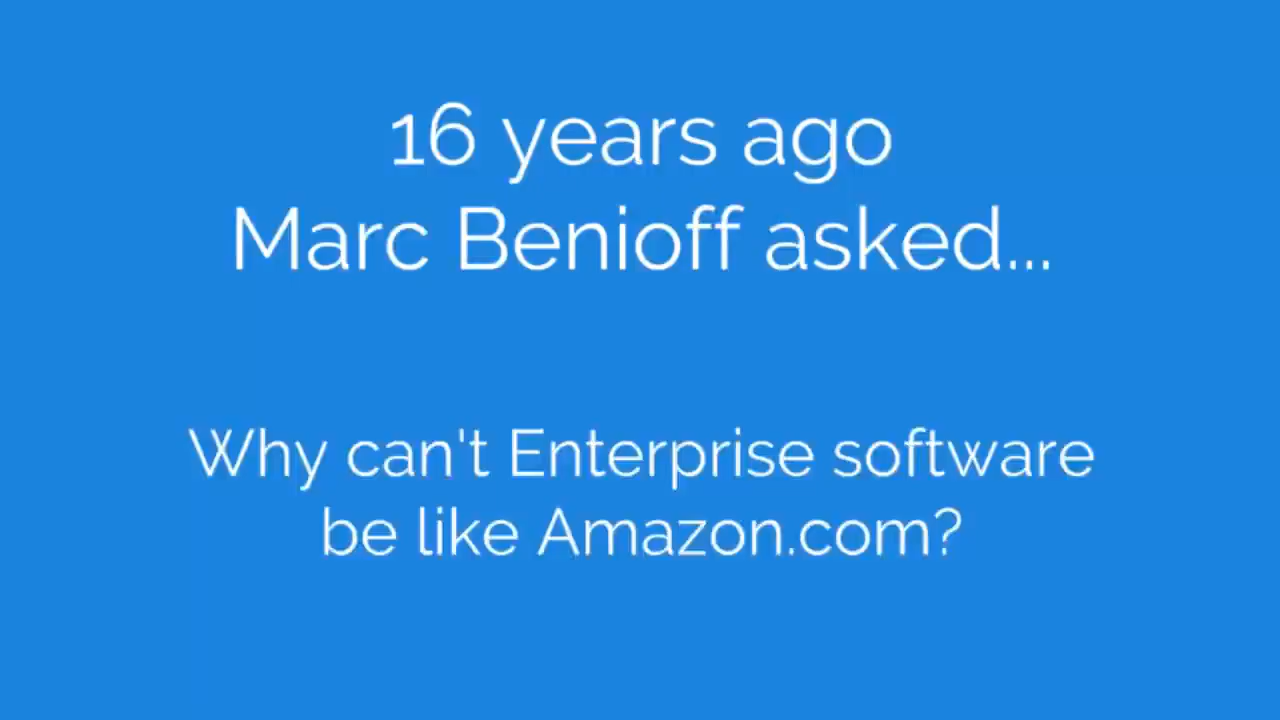 16 years ago
Marc Benioff asked...
Why can't Enterprise software
be like Amazon.com?